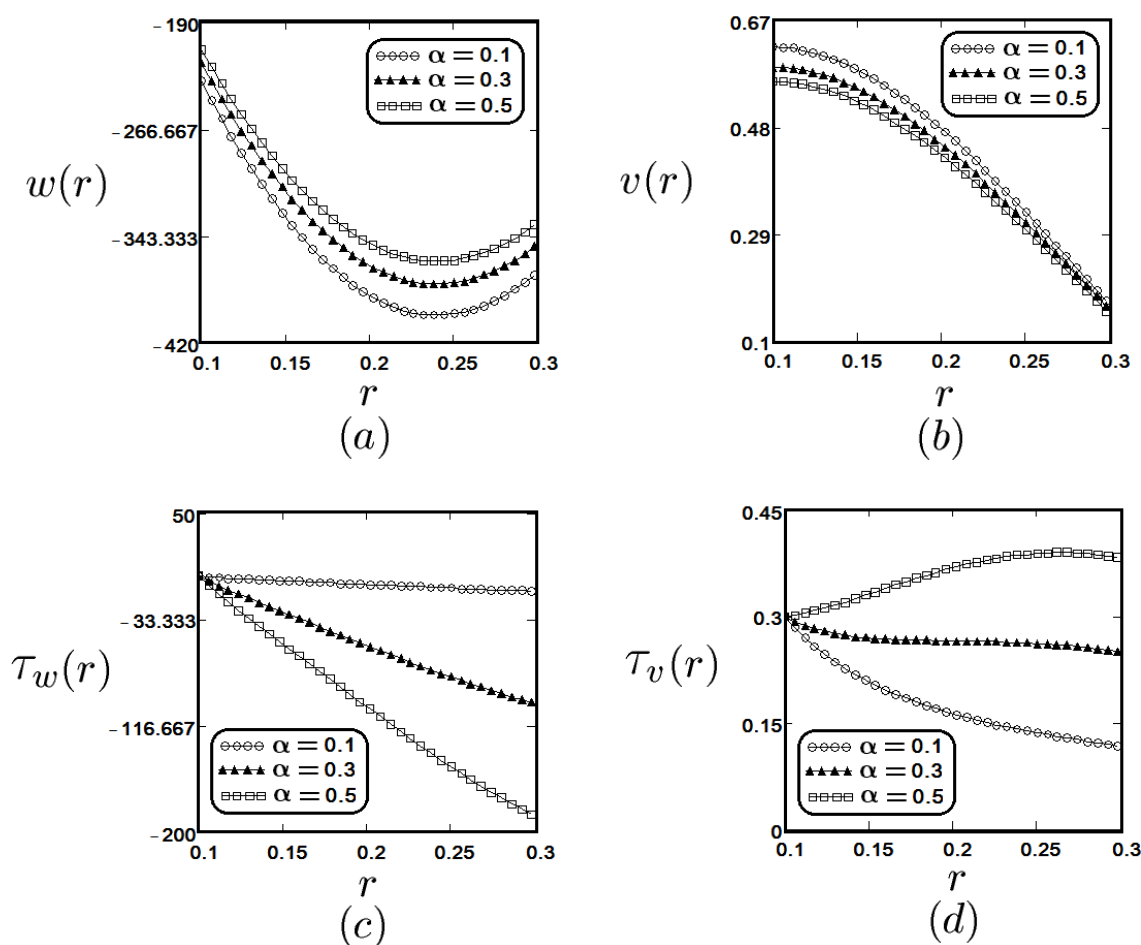 -190
-266.667
-343.333
-420
w(r)
α = 0.1
α = 0.3
α = 0.5
0.1 0.15 0.2 0.25 0.3
r
(a)
0.67
0.48
0.29
0.1
v(r)
α = 0.1
α = 0.3
α = 0.5
0.1 0.15 0.2 0.25 0.3
r
(b)
50
-33.333
-116.667
-200
τw(r)
α = 0.1
α = 0.3
α = 0.5
0.1 0.15 0.2 0.25 0.3
r
(c)
0.45
0.3
0.15
0
τv(r)
α = 0.1
α = 0.3
α = 0.5
0.1 0.15 0.2 0.25 0.3
r
(d)